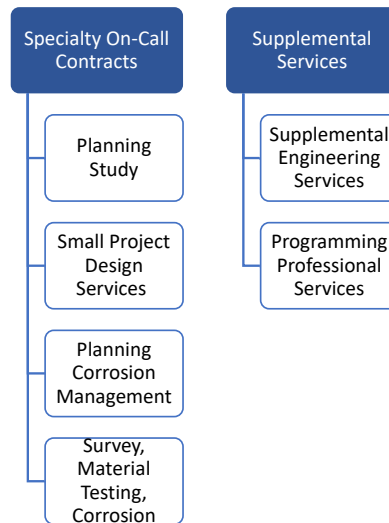 Specialty On-Call
Contracts
Planning
Study
Small Project
Design
Services
Planning
Corrosion
Management
Survey,
Material
Testing,
Corrosion
Supplemental
Services
Supplemental
Engineering
Services
Programming
Professional
Services